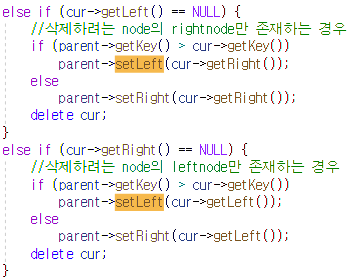 else if (cur->getLeft() == NULL) {
//삭제하려는 node의 rightnode만 존재하는 경우
if (parent->getKey() > cur->getKey())
parent->setLeft(cur->getRight());
else
parent->setRight(cur->getRight());
delete cur;
}
else if (cur->getRight() == NULL) {
//삭제하려는 node의 leftnode만 존재하는 경우
if (parent->getKey() > cur->getKey())
parent->setLeft(cur->getLeft());
else
parent->setRight(cur->getLeft());
delete cur;
}